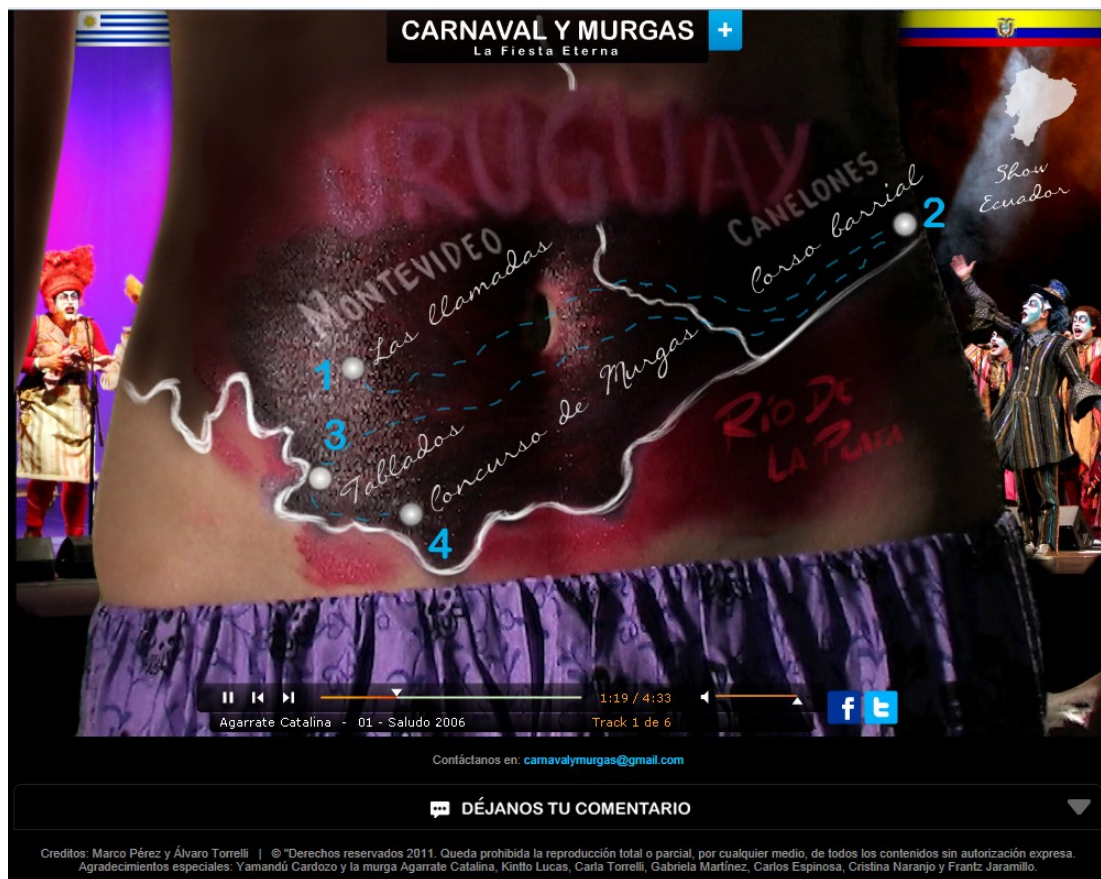 CARNAVAL Y MURGAS +
La Fiesta Eterna
URUGUAY
Show
Ecuador
CANELONES
Corso barrial
2
MONTEVIDEO
Las llamadas
1
3
Tablados
Concurso de Murgas
4
RÍO DE
LA PLATA
1:19 / 4:33
Agarrate Catalina - 01 - Saludo 2006
Track 1 de 6
f t
Contáctanos en: carnavalymurgas@gmail.com
DÉJANOS TU COMENTARIO
Creditos: Marco Pérez y Álvaro Torrelli | © "Derechos reservados 2011. Queda prohibida la reproducción total o parcial, por cualquier medio, de todos los contenidos sin autorización expresa.
Agradecimientos especiales: Yamandú Cardozo y la murga Agarrate Catalina, Kintto Lucas, Carla Torrelli, Gabriela Martínez, Carlos Espinosa, Cristina Naranjo y Frantz Jaramillo.